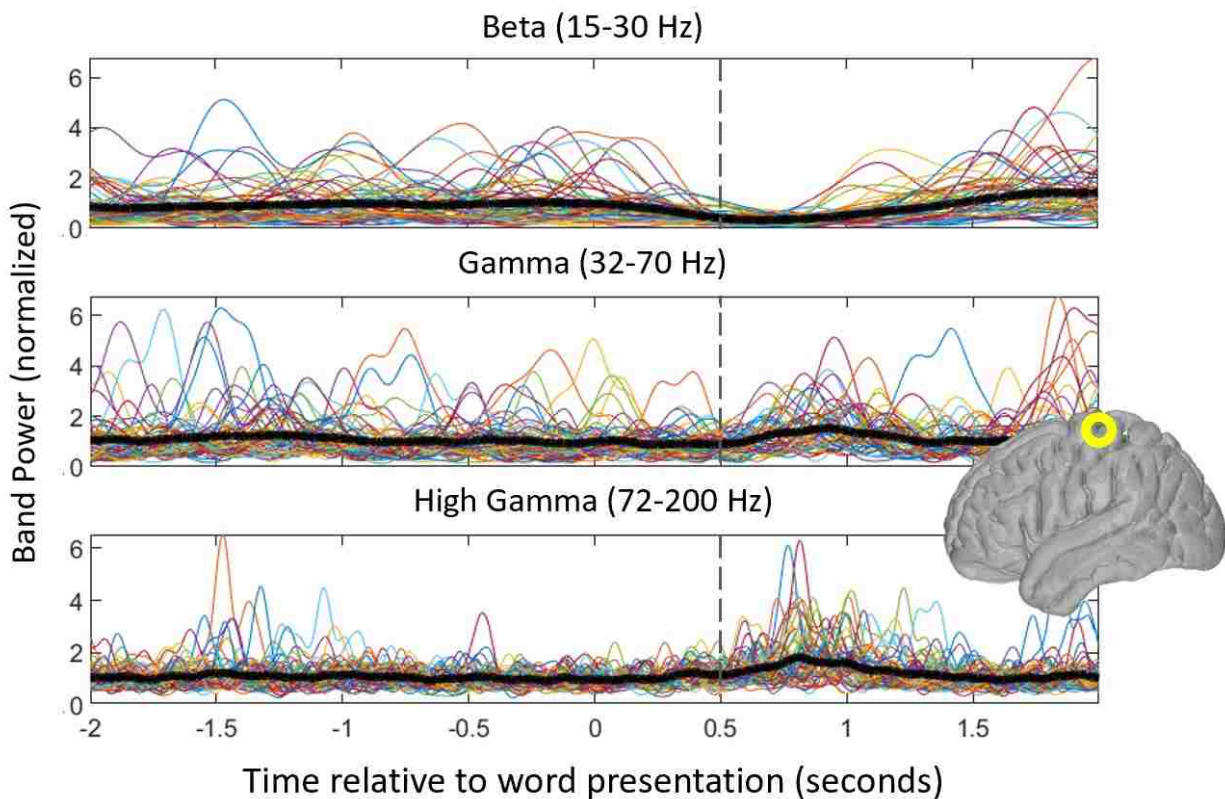 Beta (15-30 Hz)
6
4
2
0
Gamma (32-70 Hz)
6
4
2
0
High Gamma (72-200 Hz)
6
4
2
0
-2 -1.5 -1 -0.5 0 0.5 1 1.5
Band Power (normalized)
Time relative to word presentation (seconds)